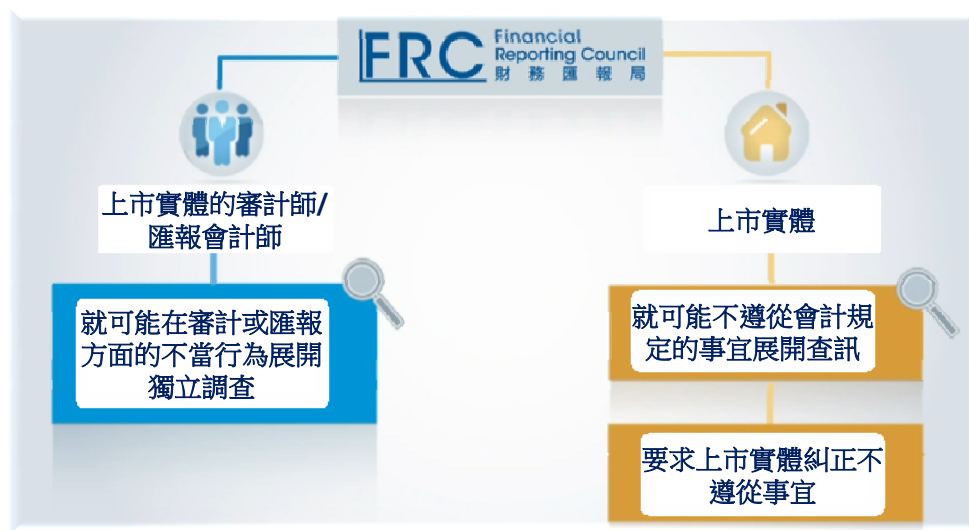 FRC
Financial
Reporting Council
財務匯報局
上市實體的審計師/
匯報會計師
就可能在審計或匯報
方面的不當行為展開
獨立調查
上市實體
就可能不遵從會計規
定的事宜展開查訊
要求上市實體糾正不
遵從事宜